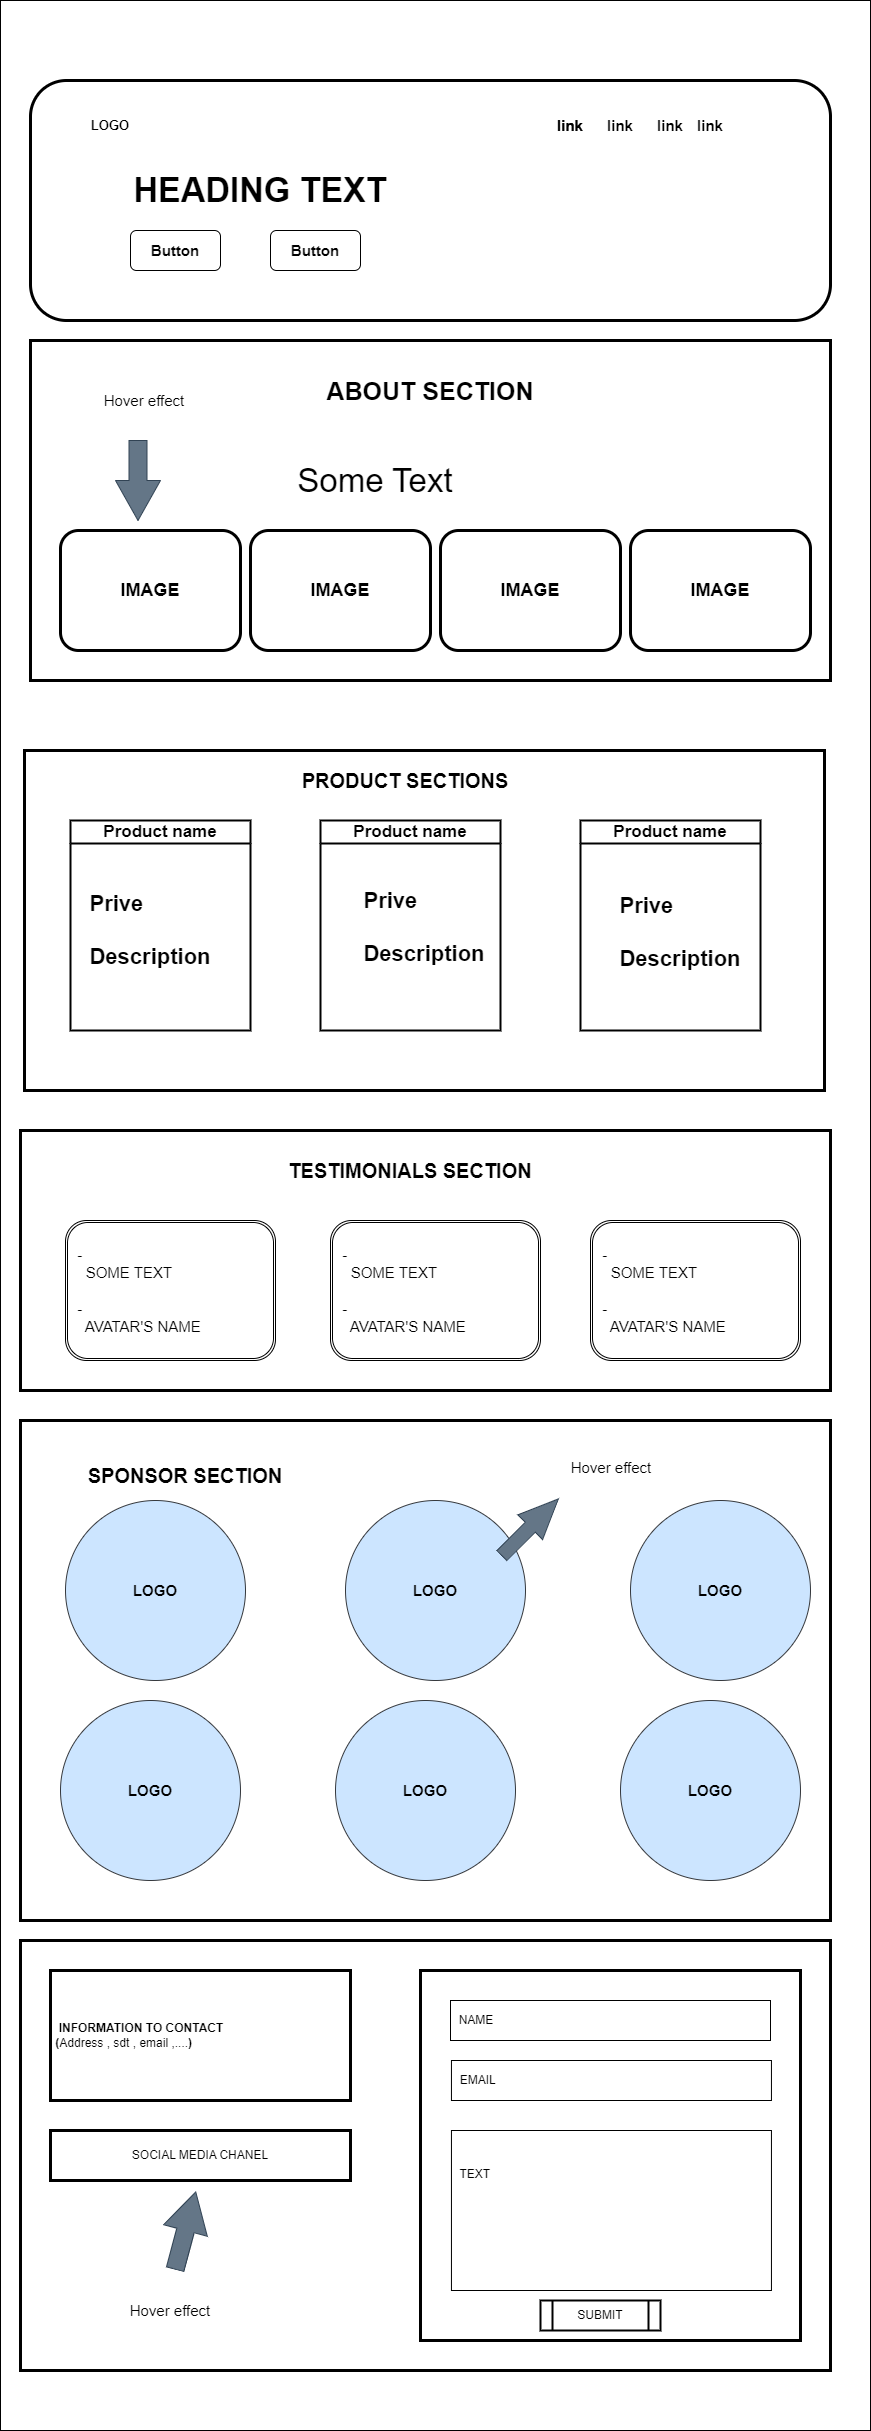 LOGO
link link link link
HEADING TEXT
Button Button
ABOUT SECTION
Hover effect
Some Text
IMAGE IMAGE IMAGE IMAGE
PRODUCT SECTIONS
Product name Product name Product name
Prive Prive Prive
Description Description Description
TESTIMONIALS SECTION
- - -
SOME TEXT SOME TEXT SOME TEXT
- - -
AVATAR'S NAME AVATAR'S NAME AVATAR'S NAME
Hover effect
SPONSOR SECTION
LOGO LOGO LOGO
LOGO LOGO LOGO
INFORMATION TO CONTACT
(Address , sdt , email ,....)
SOCIAL MEDIA CHANEL
Hover effect
NAME
EMAIL
TEXT
SUBMIT